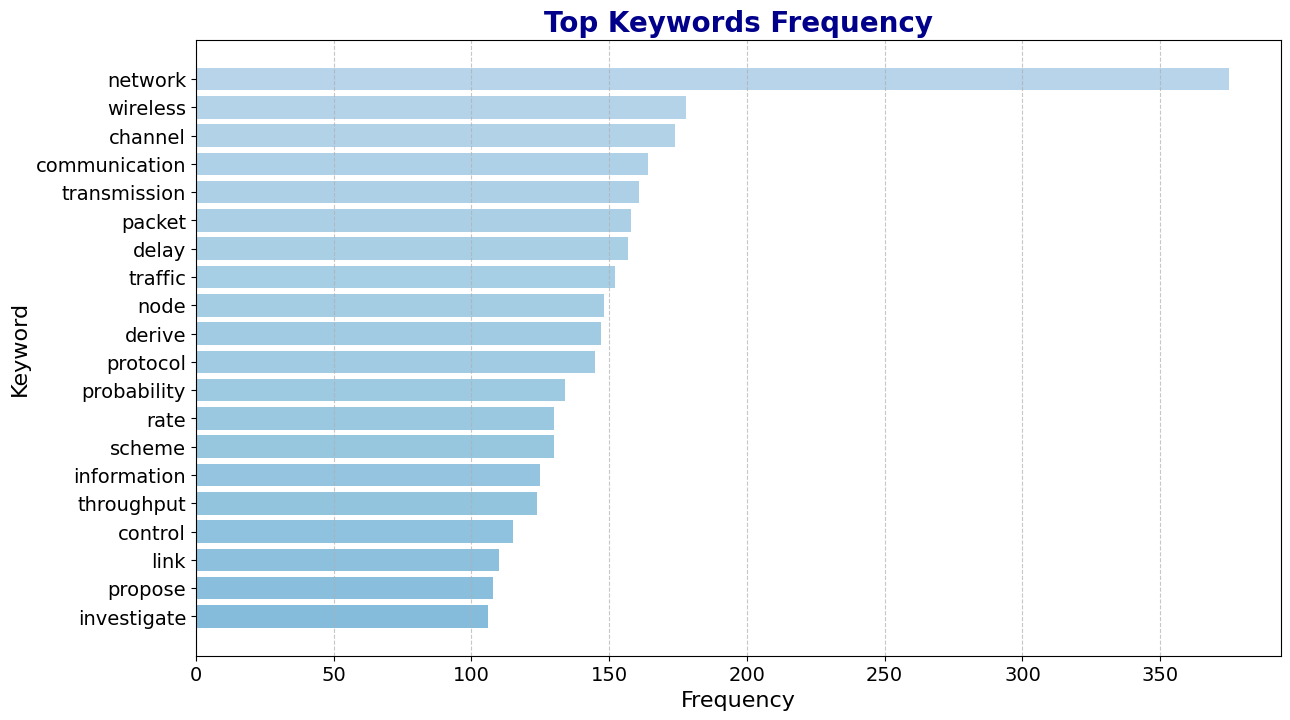 Top Keywords Frequency
network
wireless
channel
communication
transmission
packet
delay
traffic
node
derive
protocol
probability
rate
scheme
information
throughput
control
link
propose
investigate
Keyword
0 50 100 150 200 250 300 350
Frequency